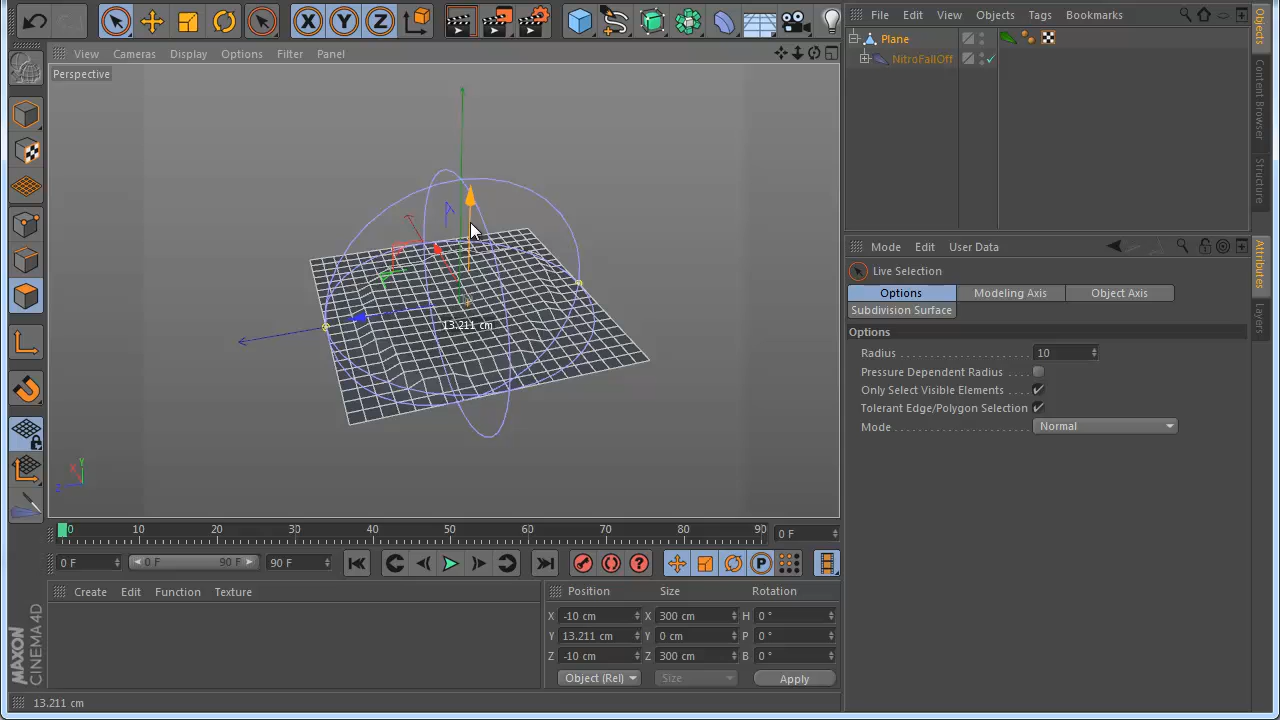 X Y Z
File Edit View Objects Tags Bookmarks
Plane
NitroFallOff
View Cameras Display Options Filter Panel
Perspective
13.211 cm
Y
X
Z
Mode Edit User Data
Live Selection
Options Modeling Axis Object Axis
Subdivision Surface
Options
Radius 10
Pressure Dependent Radius
Only Select Visible Elements
Tolerant Edge/Polygon Selection
Mode Normal
Objects
Content Browser
Structure
Attributes
Layers
0 10 20 30 40 50 60 70 80 90 0 F
0 F 0 F 90 F 90 F
P
Create Edit Function Texture
Position Size Rotation
X -10 cm X 300 cm H 0 °
Y 13.211 cm Y 0 cm P 0 °
Z -10 cm Z 300 cm B 0 °
Object (Rel) Size Apply
MAXON
CINEMA 4D
13.211 cm